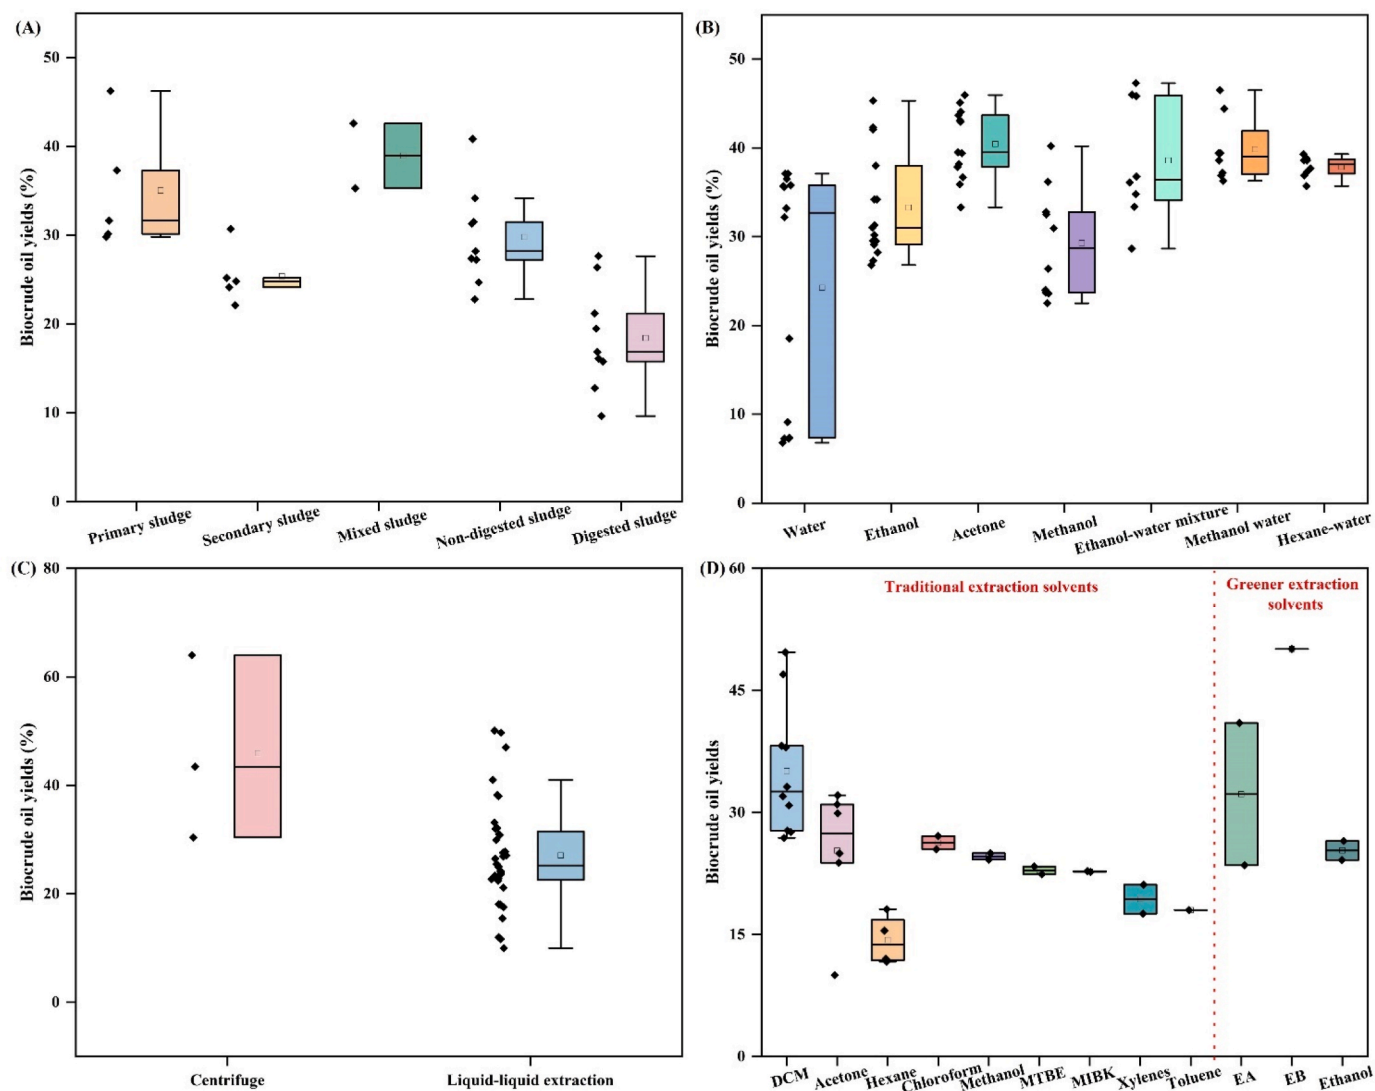 (A)
Biocrude oil yields (%)
50
40
30
20
10
0
Primary sludge
Secondary sludge
Mixed sludge
Non-digested sludge
Digested sludge
(B)
Biocrude oil yields (%)
50
40
30
20
10
0
Water
Ethanol
Acetone
Methanol
Ethanol-water mixture
Methanol water
Hexane-water
(C)
Biocrude oil yields (%)
80
60
40
20
0
Centrifuge
Liquid-liquid extraction
(D)
Biocrude oil yields
60
45
30
15
0
Traditional extraction solvents
Greener extraction
solvents
DCM
Acetone
Hexane
Chloroform
Methanol
MTBE
MIBK
Xylenes
Toluene
EA
EB
Ethanol